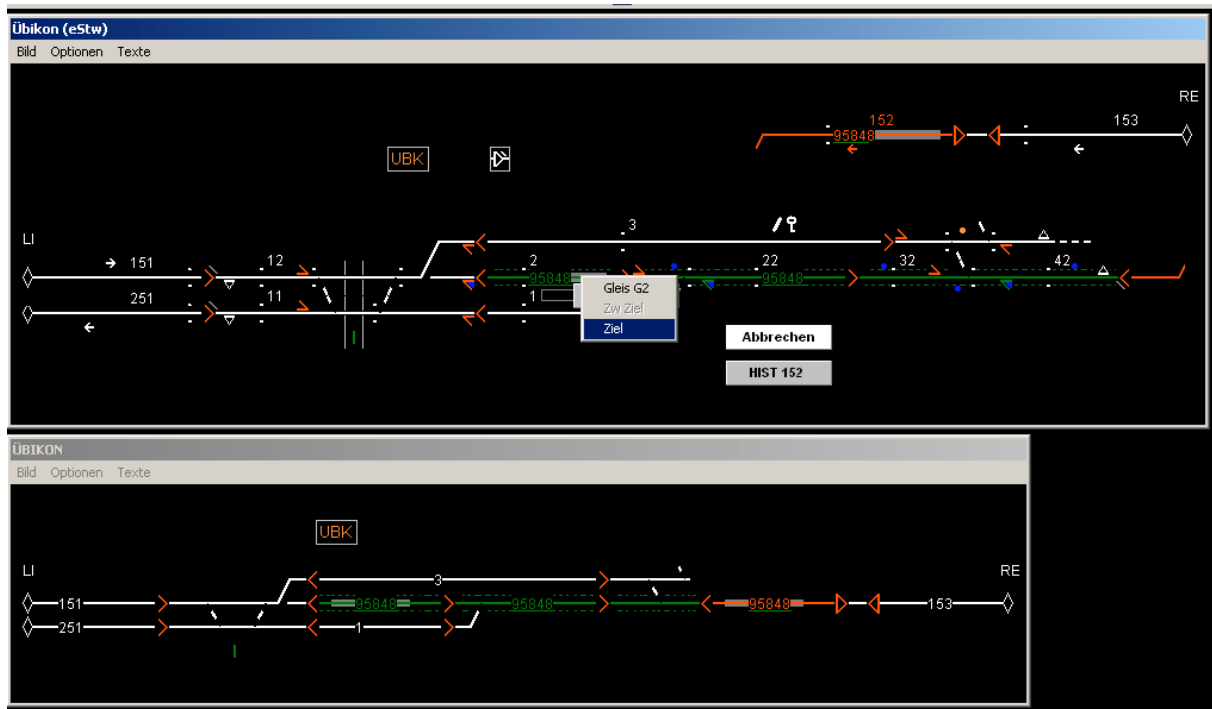 Übikon (eStw)
Bild Optionen Texte
RE
152
153
95848
UBK
3
LI
151
12
2
22
32
42
95848
95848
251
11
1
Gleis G2
Zw Ziel
Ziel
Abbrechen
HIST 152
ÜBIKON
Bild Optionen Texte
UBK
LI
RE
3
151
95848
95848
95848
153
251
1